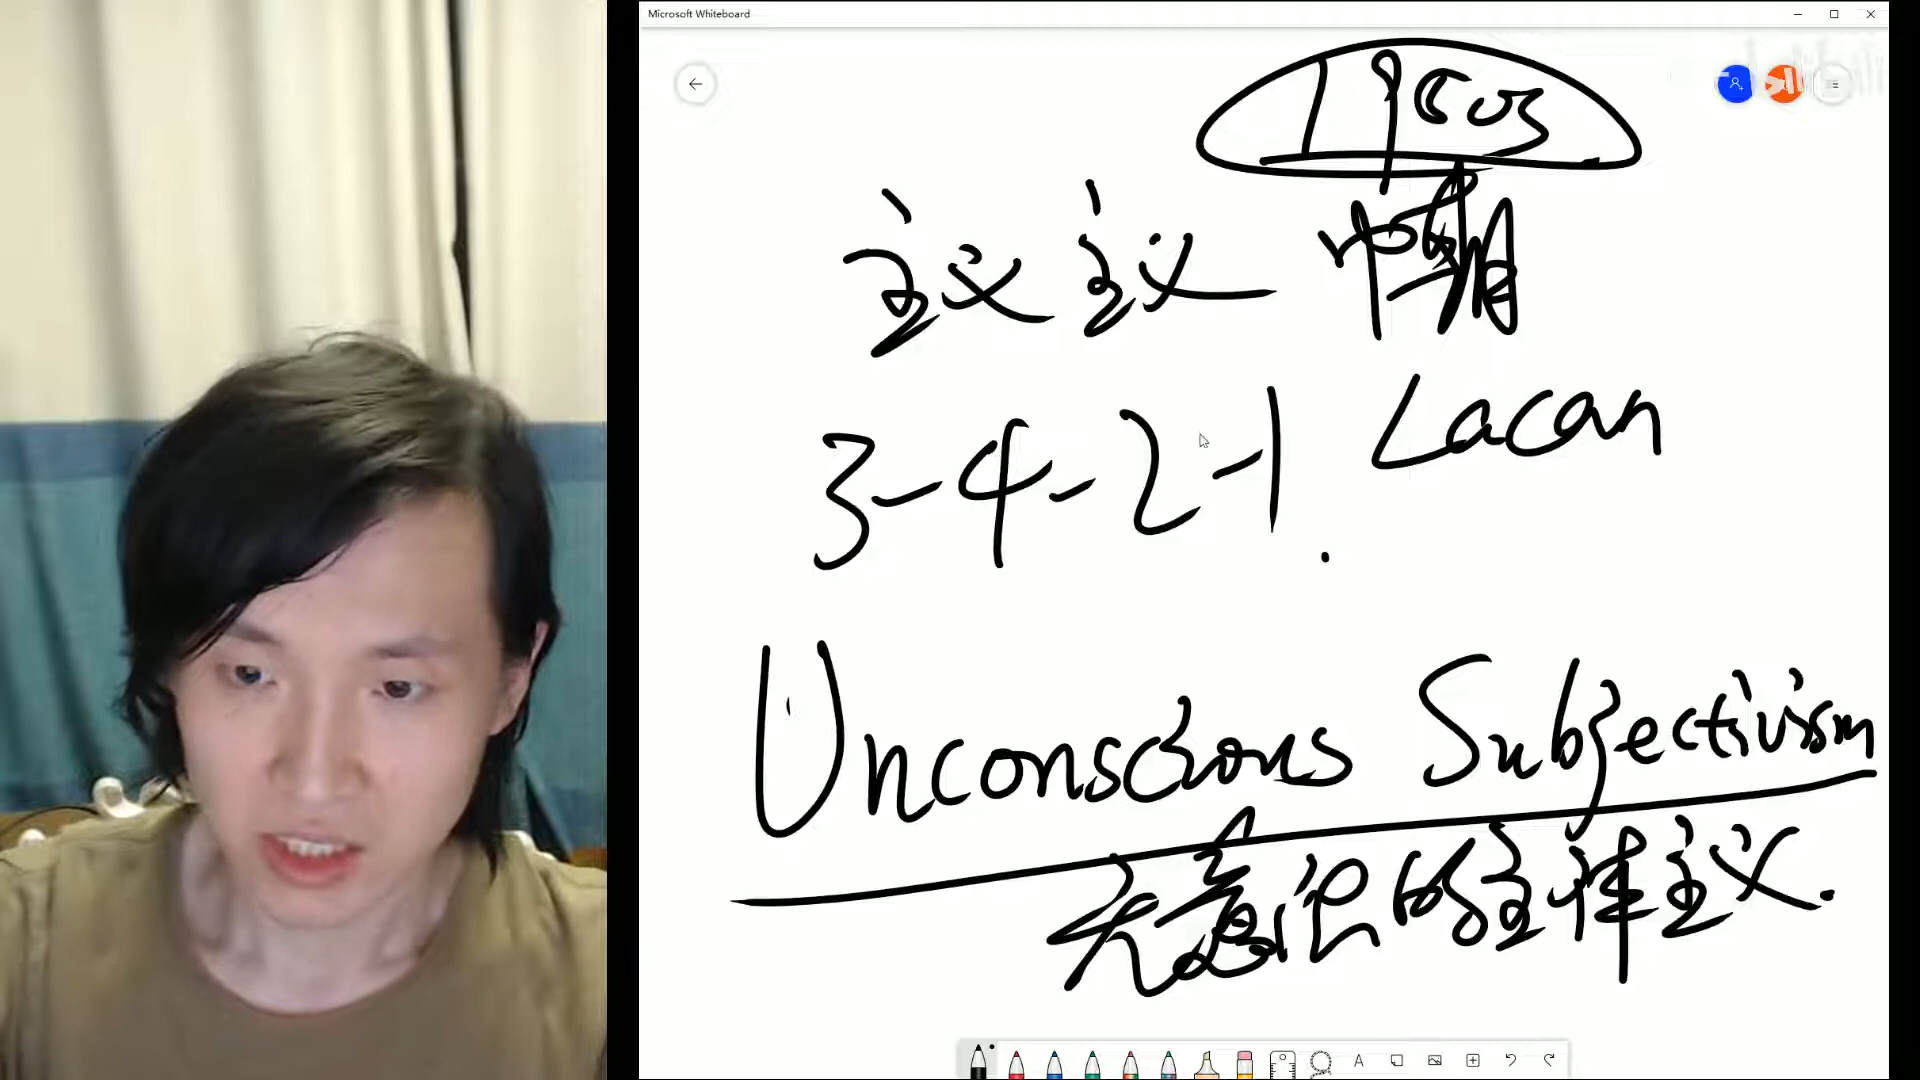 Microsoft Whiteboard
1950s
主义主义 中期
3-4-2-1. Lacan
Unconscious Subjectivism
无意识的主体主义.